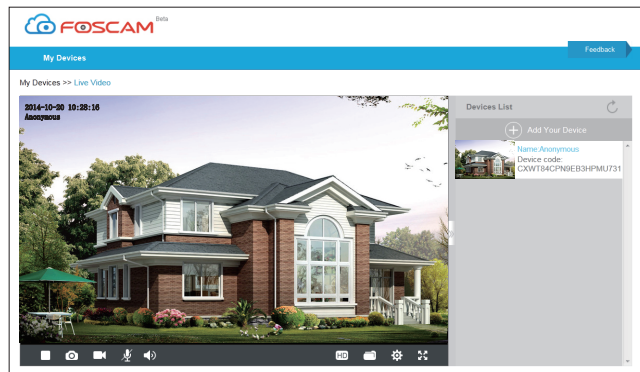 FOSCAM Beta
Feedback
My Devices
My Devices >> Live Video
2014-10-20 10:28:16
Anonymous
Devices List
Add Your Device
Name:Anonymous
Device code:
CXWT84CPN9EB3HPMU731
HD